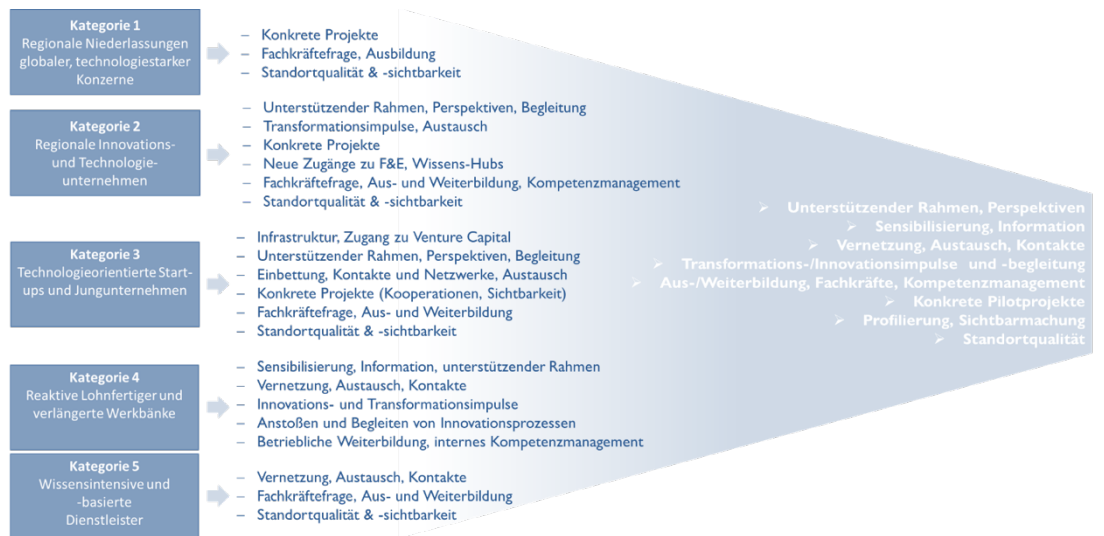 Kategorie 1
Regionale Niederlassungen
globaler, technologiestarker
Konzerne
– Konkrete Projekte
– Fachkräftefrage, Ausbildung
– Standortqualität & -sichtbarkeit
Kategorie 2
Regionale Innovations-
und Technologie-
unternehmen
– Unterstützender Rahmen, Perspektiven, Begleitung
– Transformationsimpulse, Austausch
– Konkrete Projekte
– Neue Zugänge zu F&E, Wissens-Hubs
– Fachkräftefrage, Aus- und Weiterbildung, Kompetenzmanagement
– Standortqualität & -sichtbarkeit
Kategorie 3
Technologieorientierte Start-
ups und Jungunternehmen
– Infrastruktur, Zugang zu Venture Capital
– Unterstützender Rahmen, Perspektiven, Begleitung
– Einbettung, Kontakte und Netzwerke, Austausch
– Konkrete Projekte (Kooperationen, Sichtbarkeit)
– Fachkräftefrage, Aus- und Weiterbildung
– Standortqualität & -sichtbarkeit
Kategorie 4
Reaktive Lohnfertiger und
verlängerte Werkbänke
– Sensibilisierung, Information, unterstützender Rahmen
– Vernetzung, Austausch, Kontakte
– Innovations- und Transformationsimpulse
– Anstoßen und Begleiten von Innovationsprozessen
– Betriebliche Weiterbildung, internes Kompetenzmanagement
Kategorie 5
Wissensintensive und
-basierte
Dienstleister
– Vernetzung, Austausch, Kontakte
– Fachkräftefrage, Aus- und Weiterbildung
– Standortqualität & -sichtbarkeit
➢ Unterstützender Rahmen, Perspektiven
➢ Sensibilisierung, Information
➢ Vernetzung, Austausch, Kontakte
➢ Transformations-/Innovationsimpulse und -begleitung
➢ Aus-/Weiterbildung, Fachkräfte, Kompetenzmanagement
➢ Konkrete Pilotprojekte
➢ Profilierung, Sichtbarmachung
➢ Standortqualität